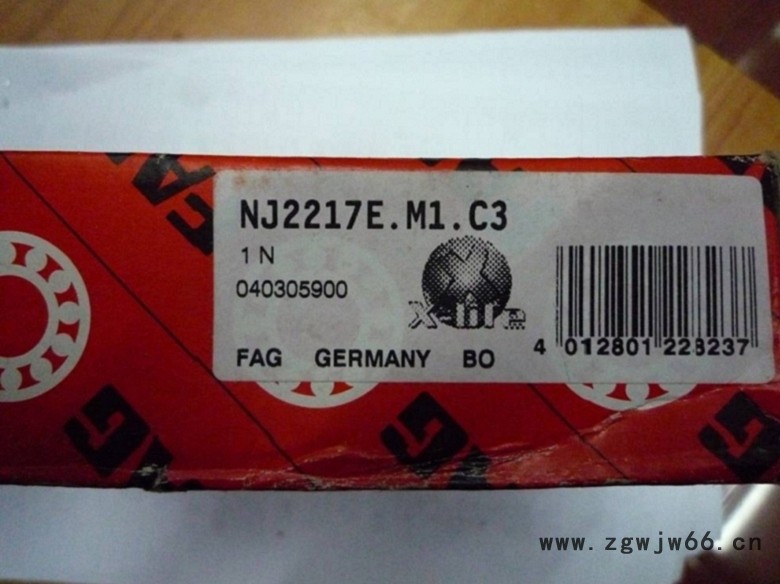 NJ2217E.M1.C3
1 N
040305900
X-life
FAG GERMANY BO
4 012801 228237
www.zgwjw66.cn